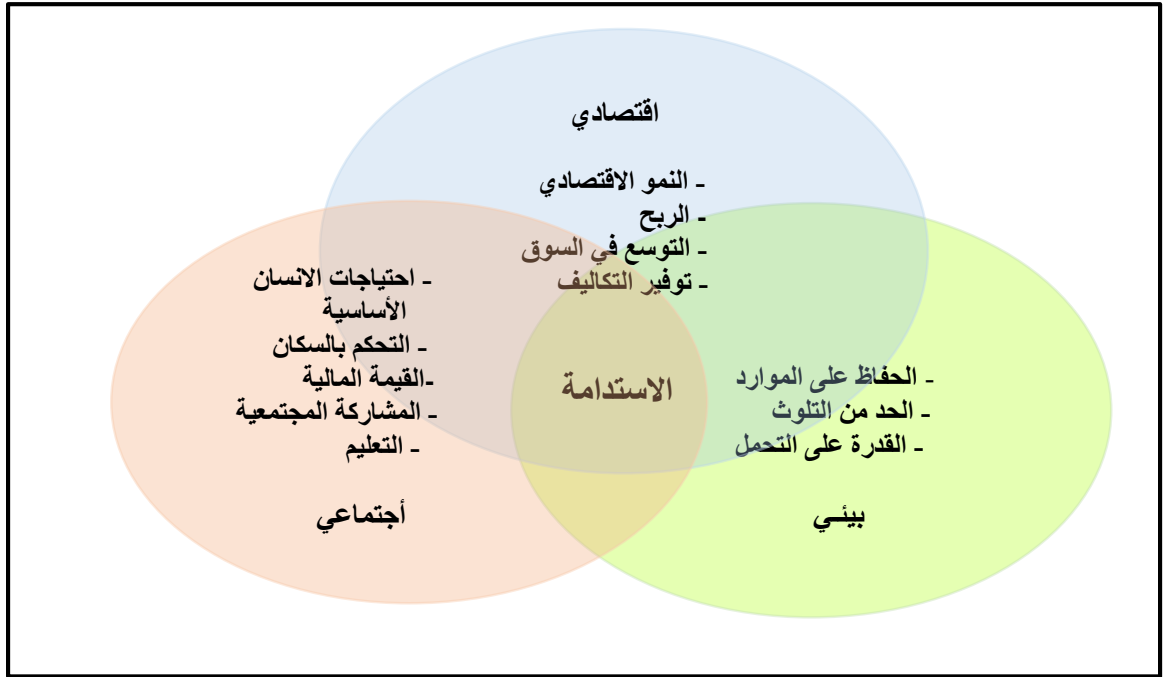 اقتصادي
- النمو الاقتصادي
- الربح
- التوسع في السوق
- توفير التكاليف
- احتياجات الانسان
الأساسية
- التحكم بالسكان
-القيمة المالية
- المشاركة المجتمعية
- التعليم
أجتماعي
الاستدامة
- الحفاظ على الموارد
- الحد من التلوث
- القدرة على التحمل
بيئــي